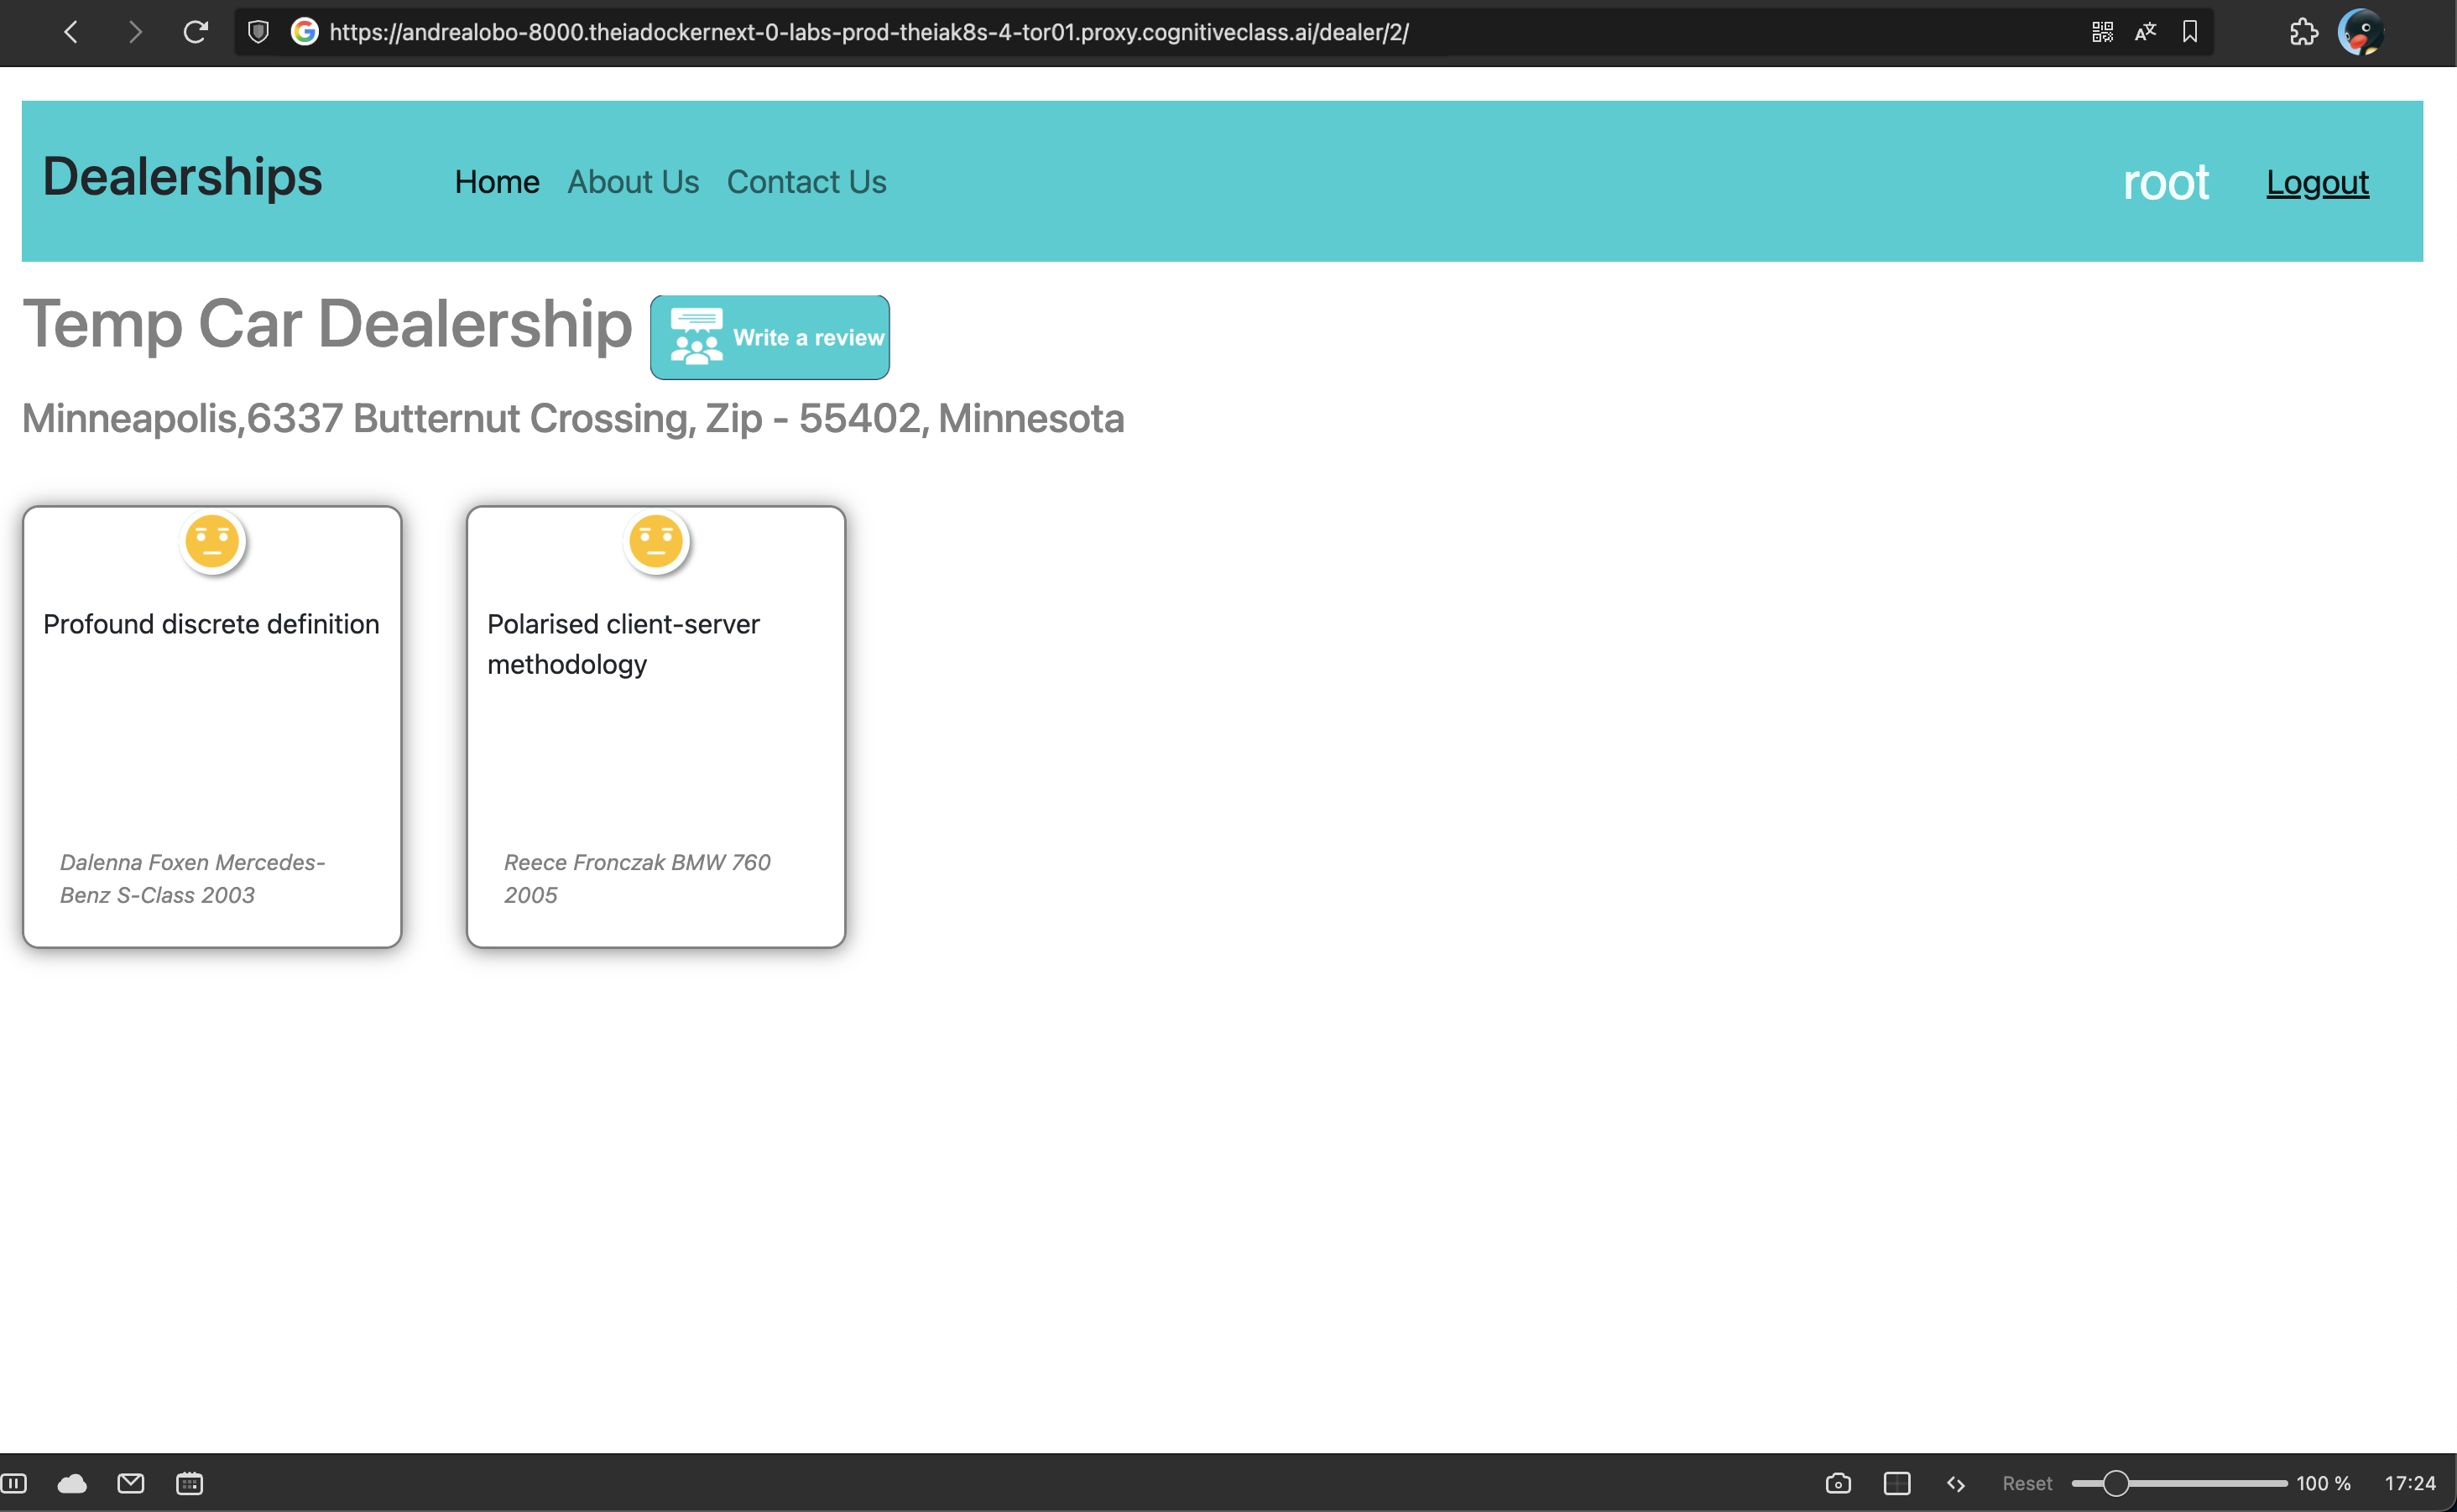 https://andrealobo-8000.theiadockernext-0-labs-prod-theiak8s-4-tor01.proxy.cognitiveclass.ai/dealer/2/
Dealerships Home About Us Contact Us root Logout
Temp Car Dealership Write a review
Minneapolis,6337 Butternut Crossing, Zip - 55402, Minnesota
Profound discrete definition
Dalenna Foxen Mercedes-
Benz S-Class 2003
Polarised client-server
methodology
Reece Fronczak BMW 760
2005
Reset 100 % 17:24